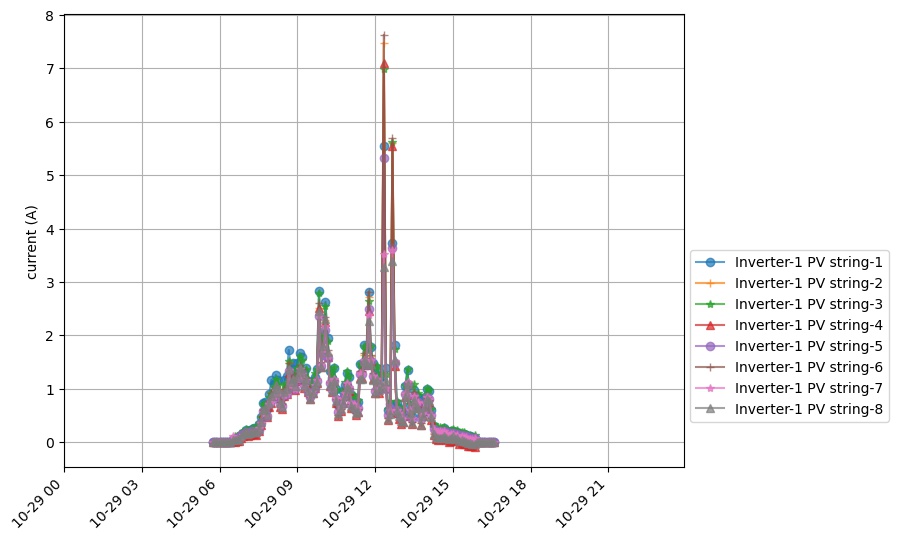 8
7
6
5
4
3
2
1
0
current (A)
10-29 00
10-29 03
10-29 06
10-29 09
10-29 12
10-29 15
10-29 18
10-29 21
Inverter-1 PV string-1
Inverter-1 PV string-2
Inverter-1 PV string-3
Inverter-1 PV string-4
Inverter-1 PV string-5
Inverter-1 PV string-6
Inverter-1 PV string-7
Inverter-1 PV string-8